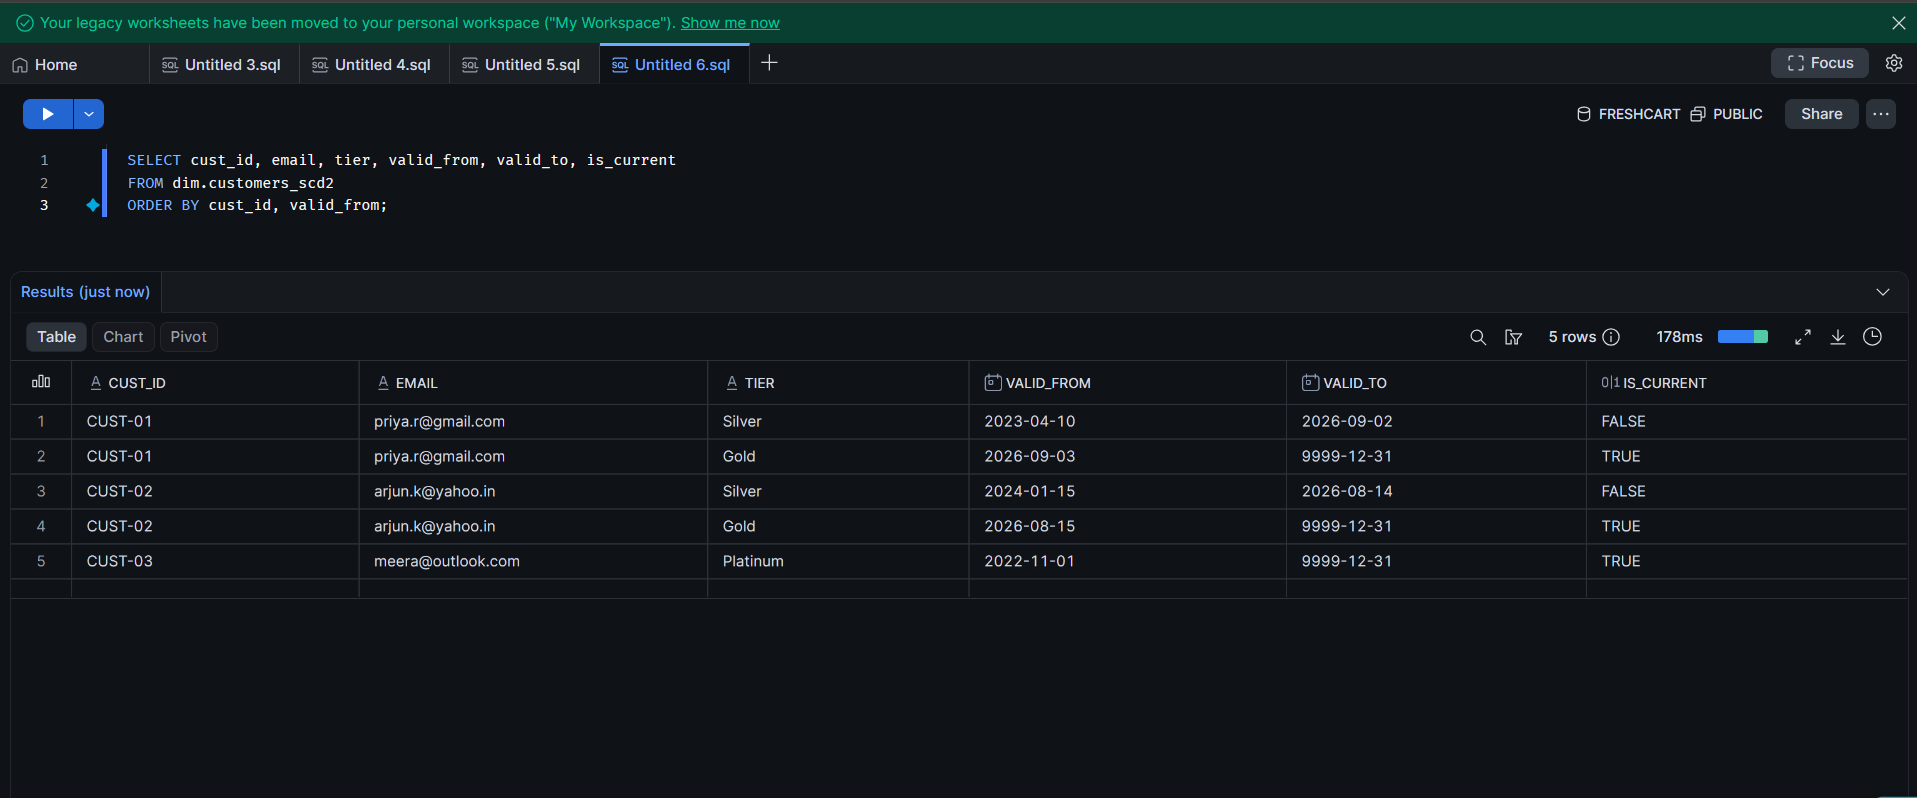 Your legacy worksheets have been moved to your personal workspace ("My Workspace"). Show me now
Home
SQL Untitled 3.sql
SQL Untitled 4.sql
SQL Untitled 5.sql
SQL Untitled 6.sql
Focus
FRESHCART PUBLIC Share ...
1 SELECT cust_id, email, tier, valid_from, valid_to, is_current
2 FROM dim.customers_scd2
3 ORDER BY cust_id, valid_from;
Results (just now)
Table Chart Pivot 5 rows 178ms
A CUST_ID A EMAIL A TIER VALID_FROM VALID_TO 0|1 IS_CURRENT
1 CUST-01 priya.r@gmail.com Silver 2023-04-10 2026-09-02 FALSE
2 CUST-01 priya.r@gmail.com Gold 2026-09-03 9999-12-31 TRUE
3 CUST-02 arjun.k@yahoo.in Silver 2024-01-15 2026-08-14 FALSE
4 CUST-02 arjun.k@yahoo.in Gold 2026-08-15 9999-12-31 TRUE
5 CUST-03 meera@outlook.com Platinum 2022-11-01 9999-12-31 TRUE